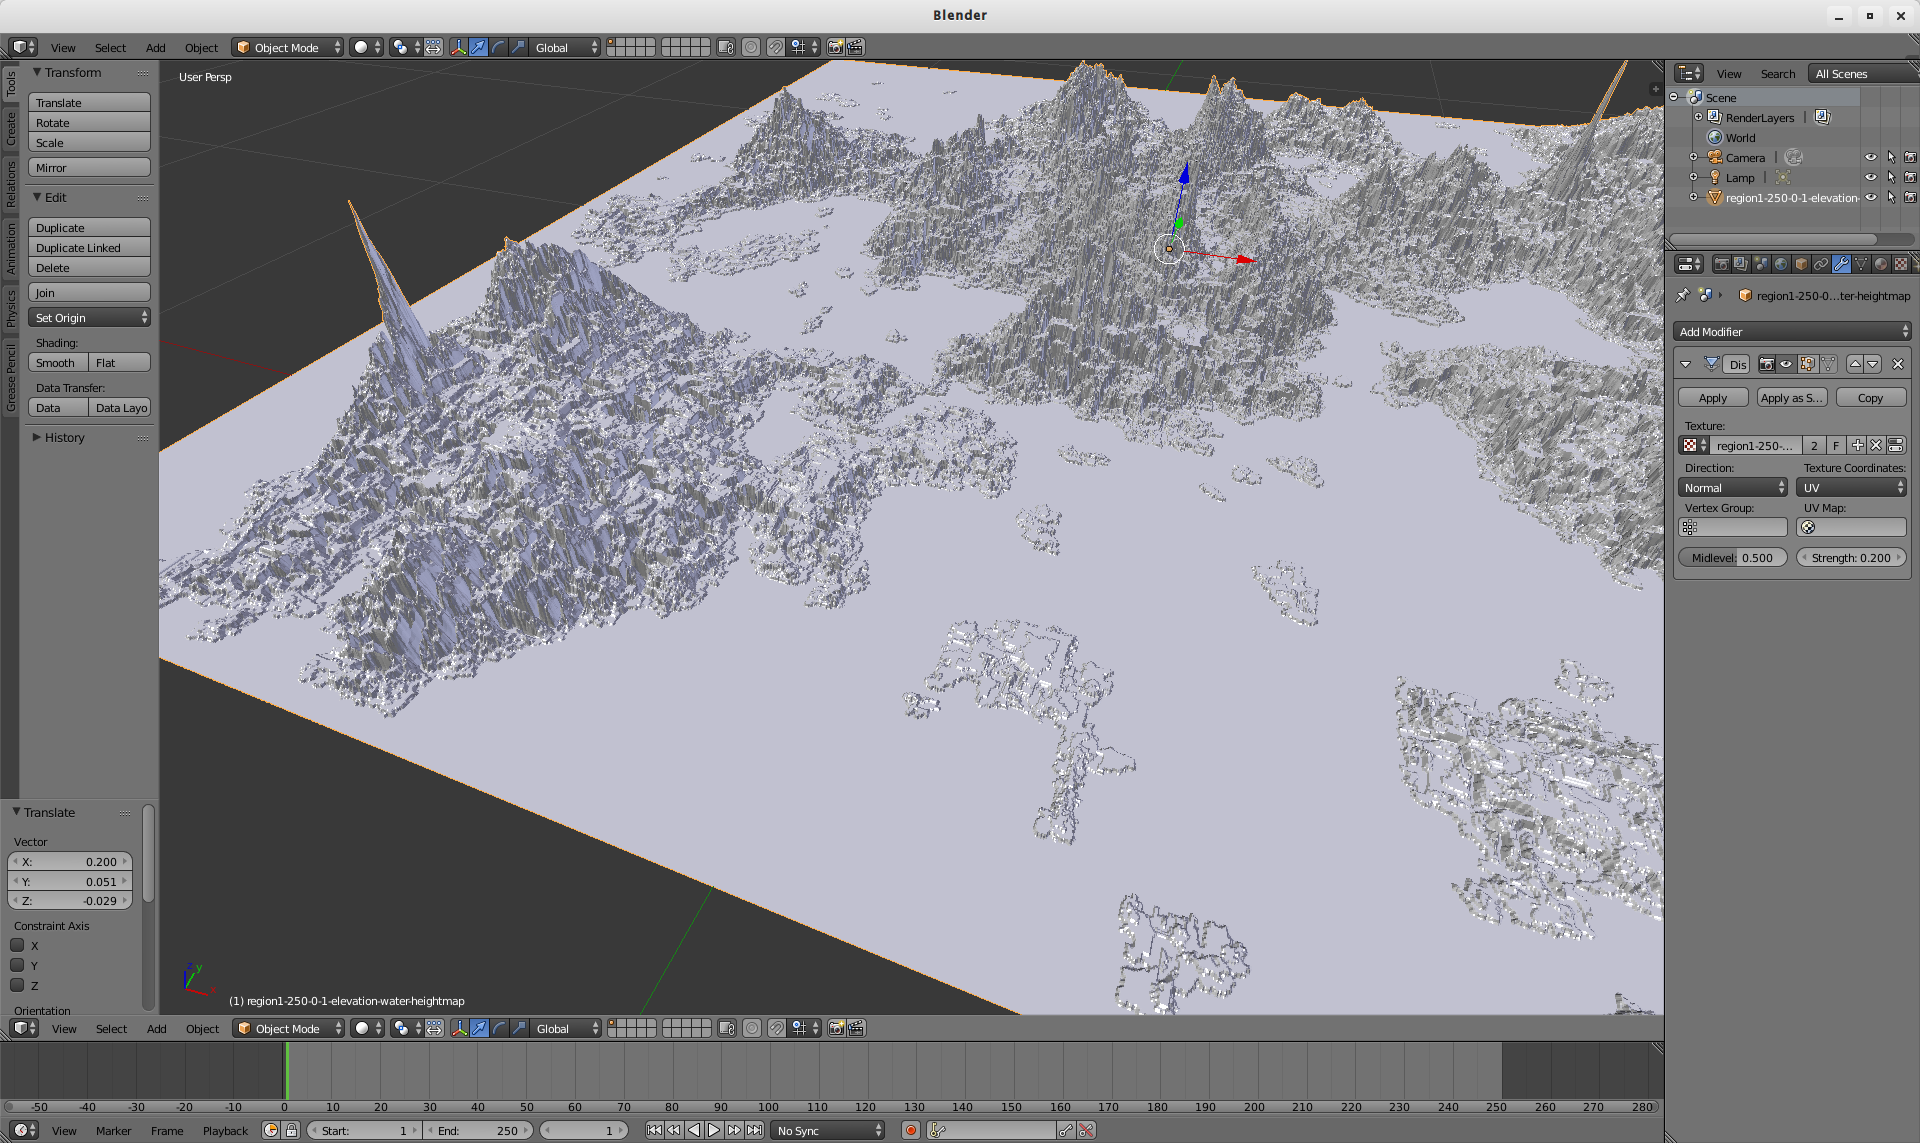 Blender
View Select Add Object Object Mode Global
User Persp
Tools
Create
Relations
Animation
Physics
Grease Pencil
Transform
Translate
Rotate
Scale
Mirror
Edit
Duplicate
Duplicate Linked
Delete
Join
Set Origin
Shading:
Smooth Flat
Data Transfer:
Data Data Layo
History
Translate
Vector
X: 0.200
Y: 0.051
Z: -0.029
Constraint Axis
X
Y
Z
Orientation
z y
x
(1) region1-250-0-1-elevation-water-heightmap
View Select Add Object Object Mode Global
-50 -40 -30 -20 -10 0 10 20 30 40 50 60 70 80 90 100 110 120 130 140 150 160 170 180 190 200 210 220 230 240 250 260 270 280
View Marker Frame Playback Start: 1 End: 250 1 No Sync
View Search All Scenes
Scene
RenderLayers
World
Camera
Lamp
region1-250-0-1-elevation-
region1-250-0...ter-heightmap
Add Modifier
Dis
Apply Apply as S... Copy
Texture:
region1-250-... 2 F
Direction: Texture Coordinates:
Normal UV
Vertex Group: UV Map:
Midlevel: 0.500 Strength: 0.200